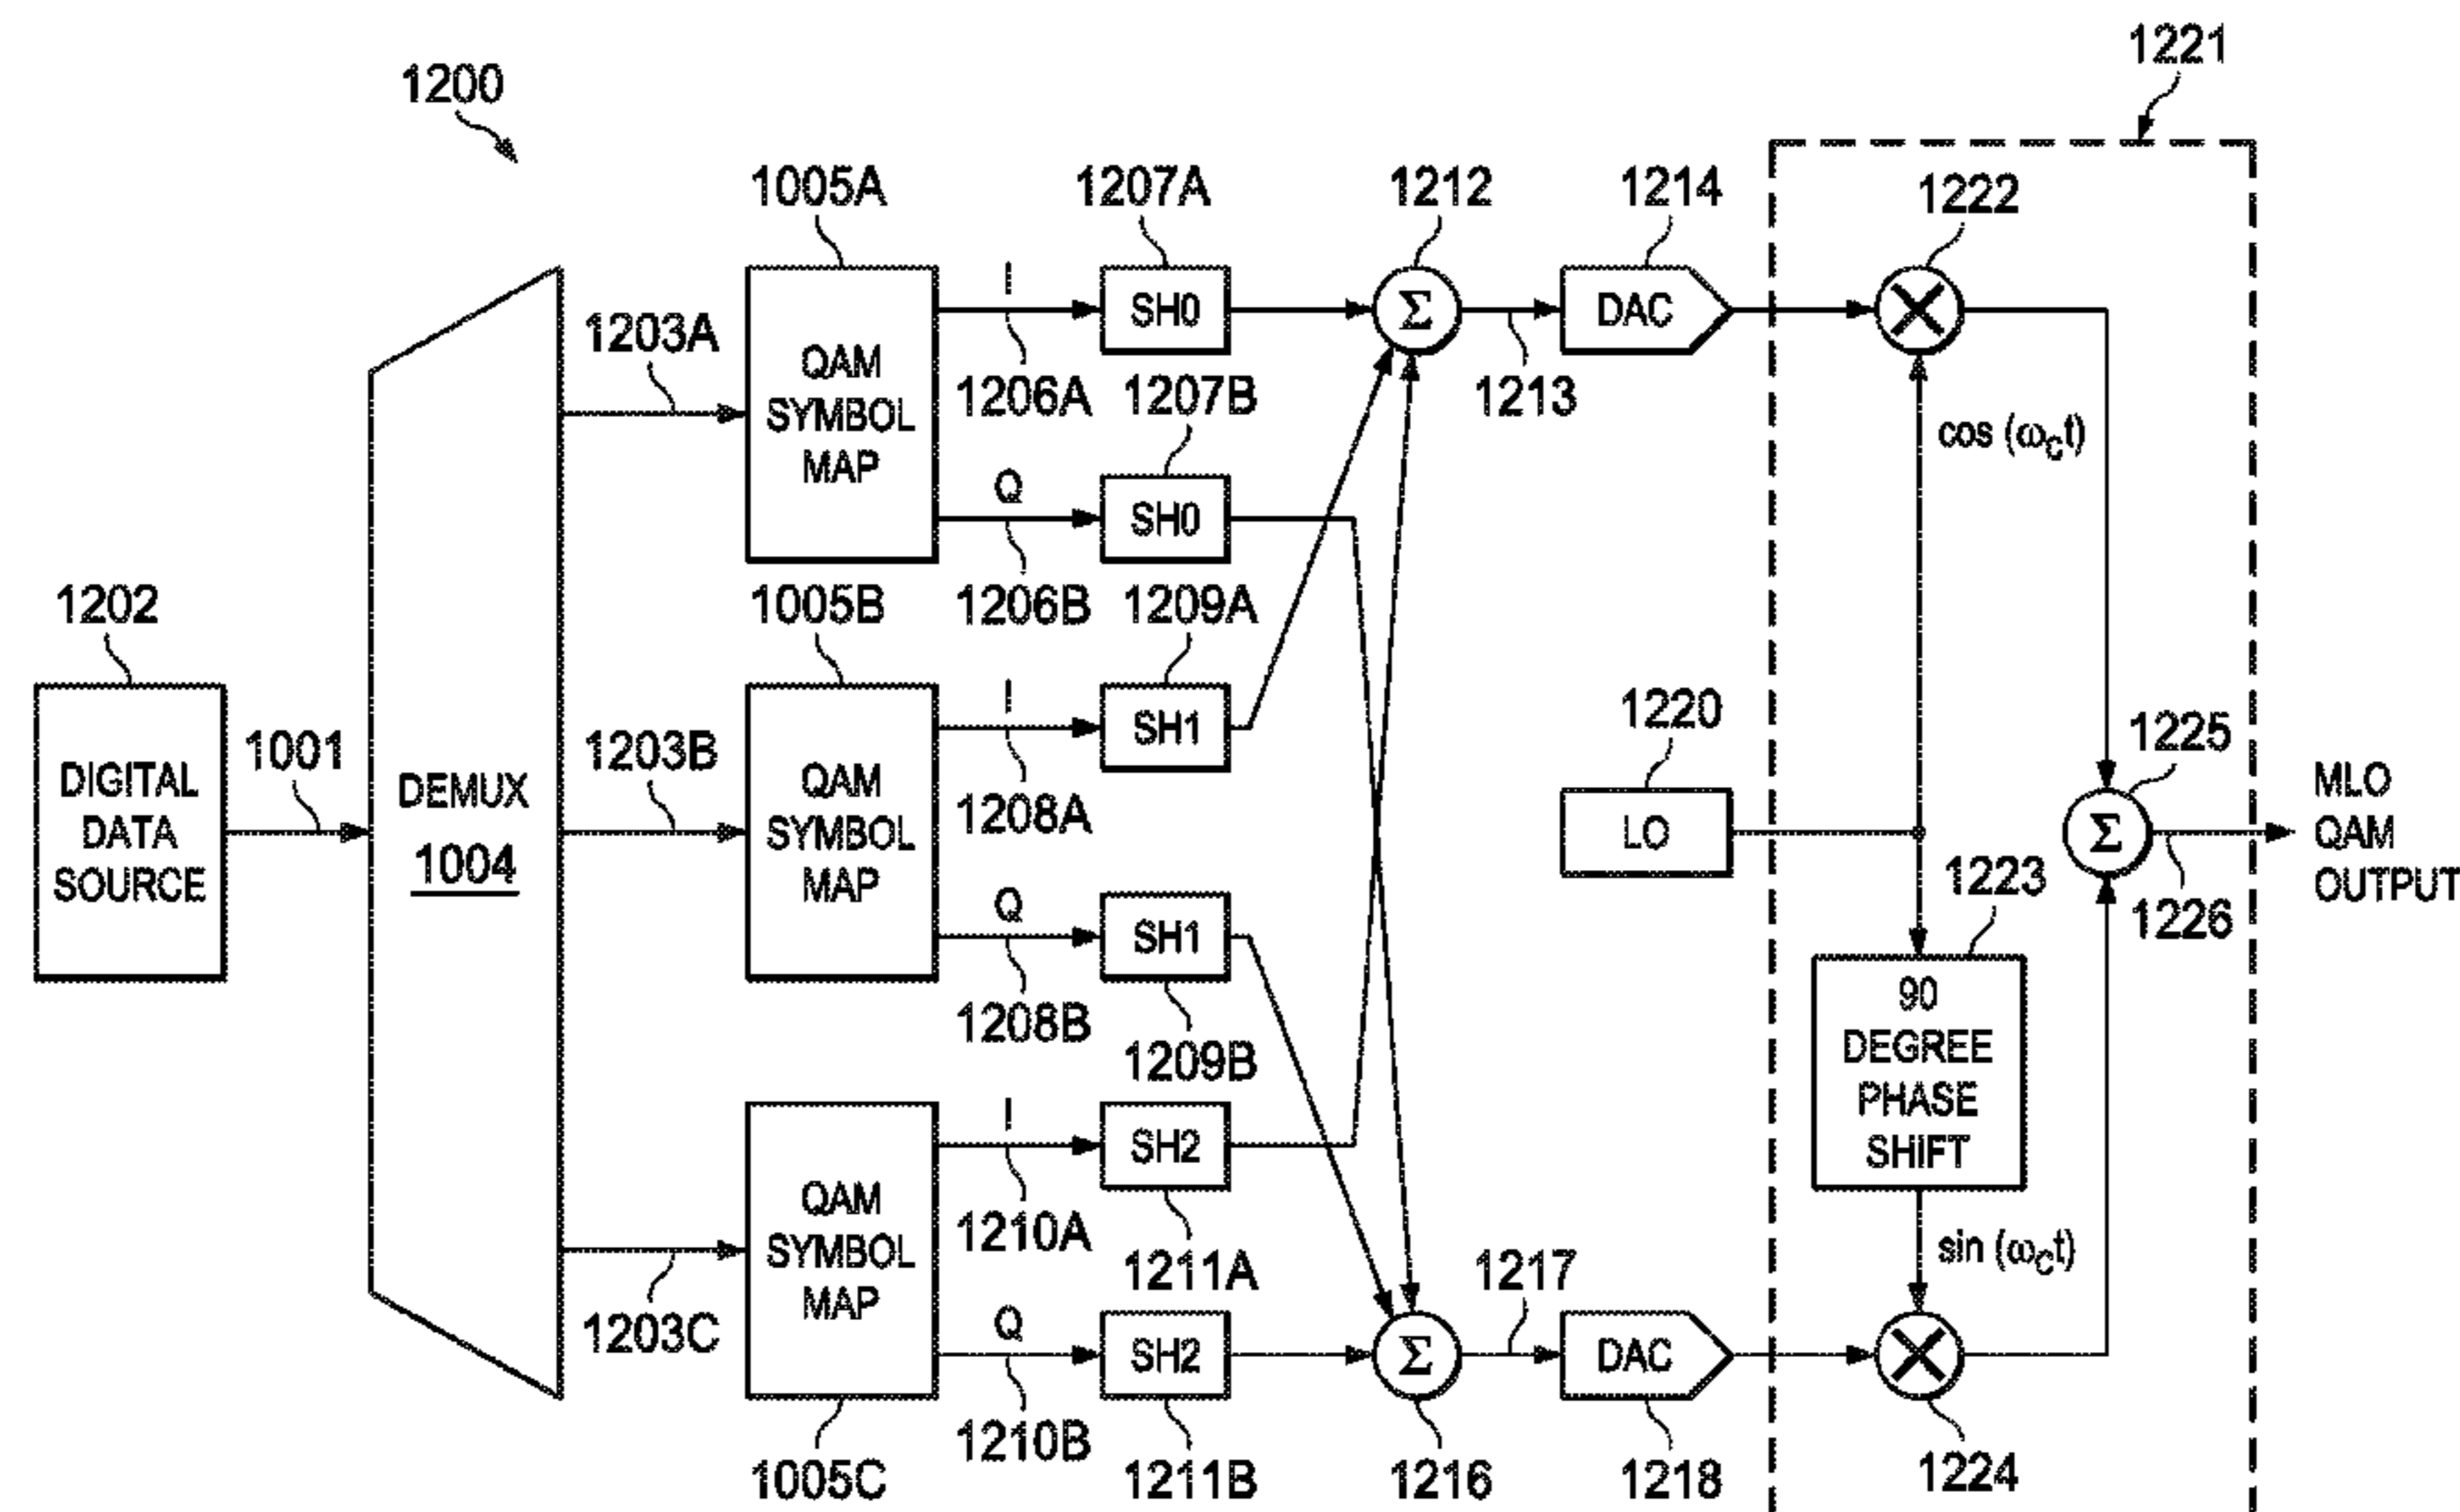 1200
1221
1005A
1207A
1212
1214
1222
I
SH0
Σ
DAC
1203A
QAM
SYMBOL
MAP
1206A
1207B
1213
cos (ωct)
Q
SH0
1202
1005B
1206B
1209A
DIGITAL
DATA
SOURCE
1001
DEMUX
1004
1203B
QAM
SYMBOL
MAP
I
1208A
SH1
1220
LO
1225
Σ
1226
MLO
QAM
OUTPUT
Q
1208B
SH1
1209B
1223
90
DEGREE
PHASE
SHIFT
sin (ωct)
1203C
QAM
SYMBOL
MAP
I
1210A
SH2
1211A
1217
Q
1210B
SH2
Σ
DAC
1005C
1211B
1216
1218
1224